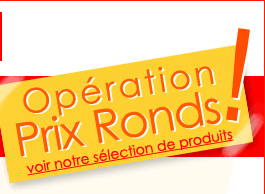 Opération
Prix Ronds!
voir notre sélection de produits